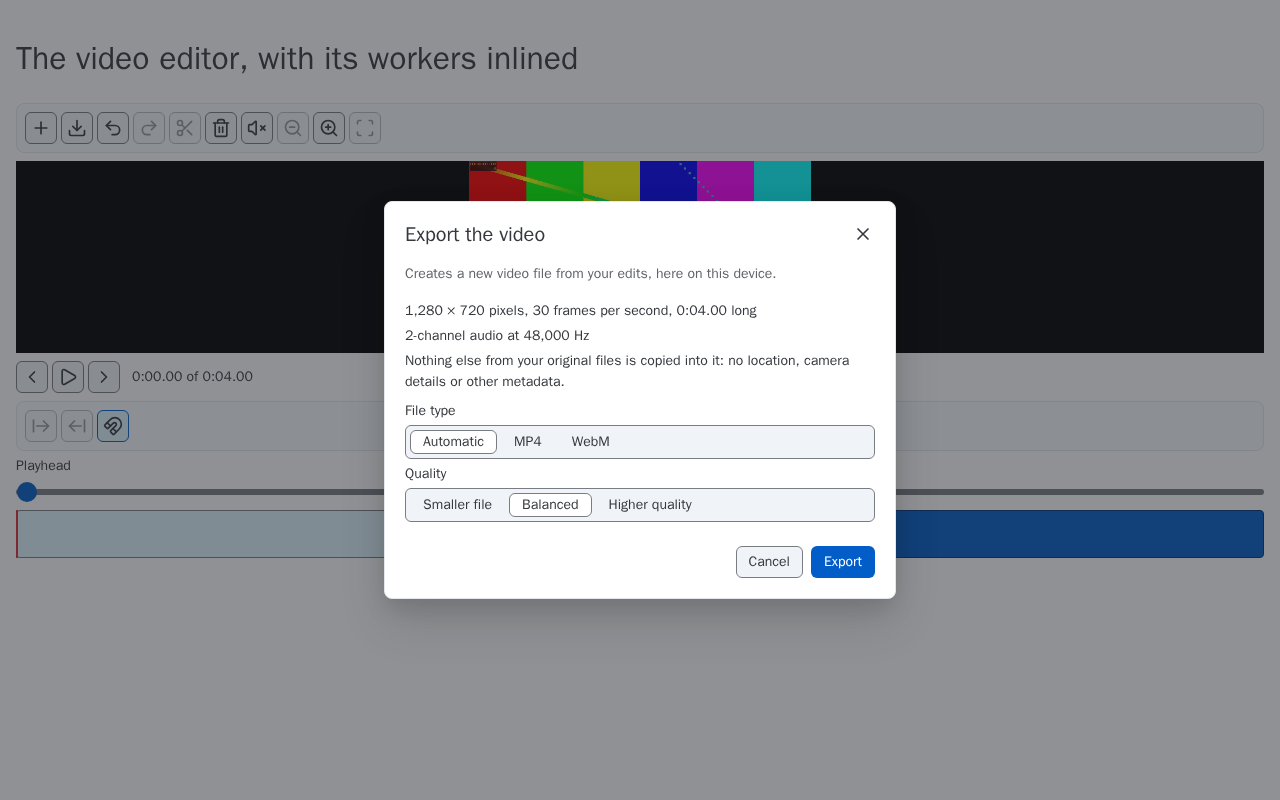 The video editor, with its workers inlined
Export the video
Creates a new video file from your edits, here on this device.
1,280 × 720 pixels, 30 frames per second, 0:04.00 long
2-channel audio at 48,000 Hz
Nothing else from your original files is copied into it: no location, camera
details or other metadata.
0:00.00 of 0:04.00
File type
Automatic MP4 WebM
Playhead
Quality
Smaller file Balanced Higher quality
Cancel Export